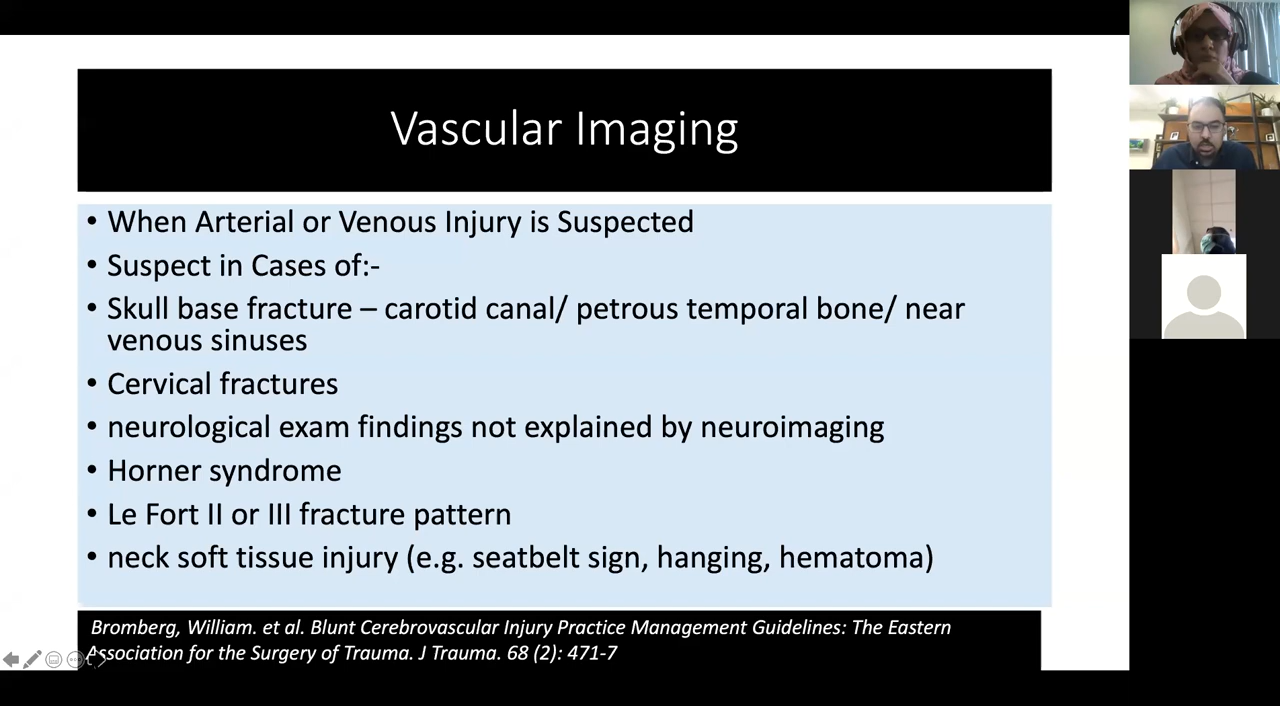 Vascular Imaging
• When Arterial or Venous Injury is Suspected
• Suspect in Cases of:-
• Skull base fracture – carotid canal/ petrous temporal bone/ near
venous sinuses
• Cervical fractures
• neurological exam findings not explained by neuroimaging
• Horner syndrome
• Le Fort II or III fracture pattern
• neck soft tissue injury (e.g. seatbelt sign, hanging, hematoma)
Bromberg, William. et al. Blunt Cerebrovascular Injury Practice Management Guidelines: The Eastern
Association for the Surgery of Trauma. J Trauma. 68 (2): 471-7